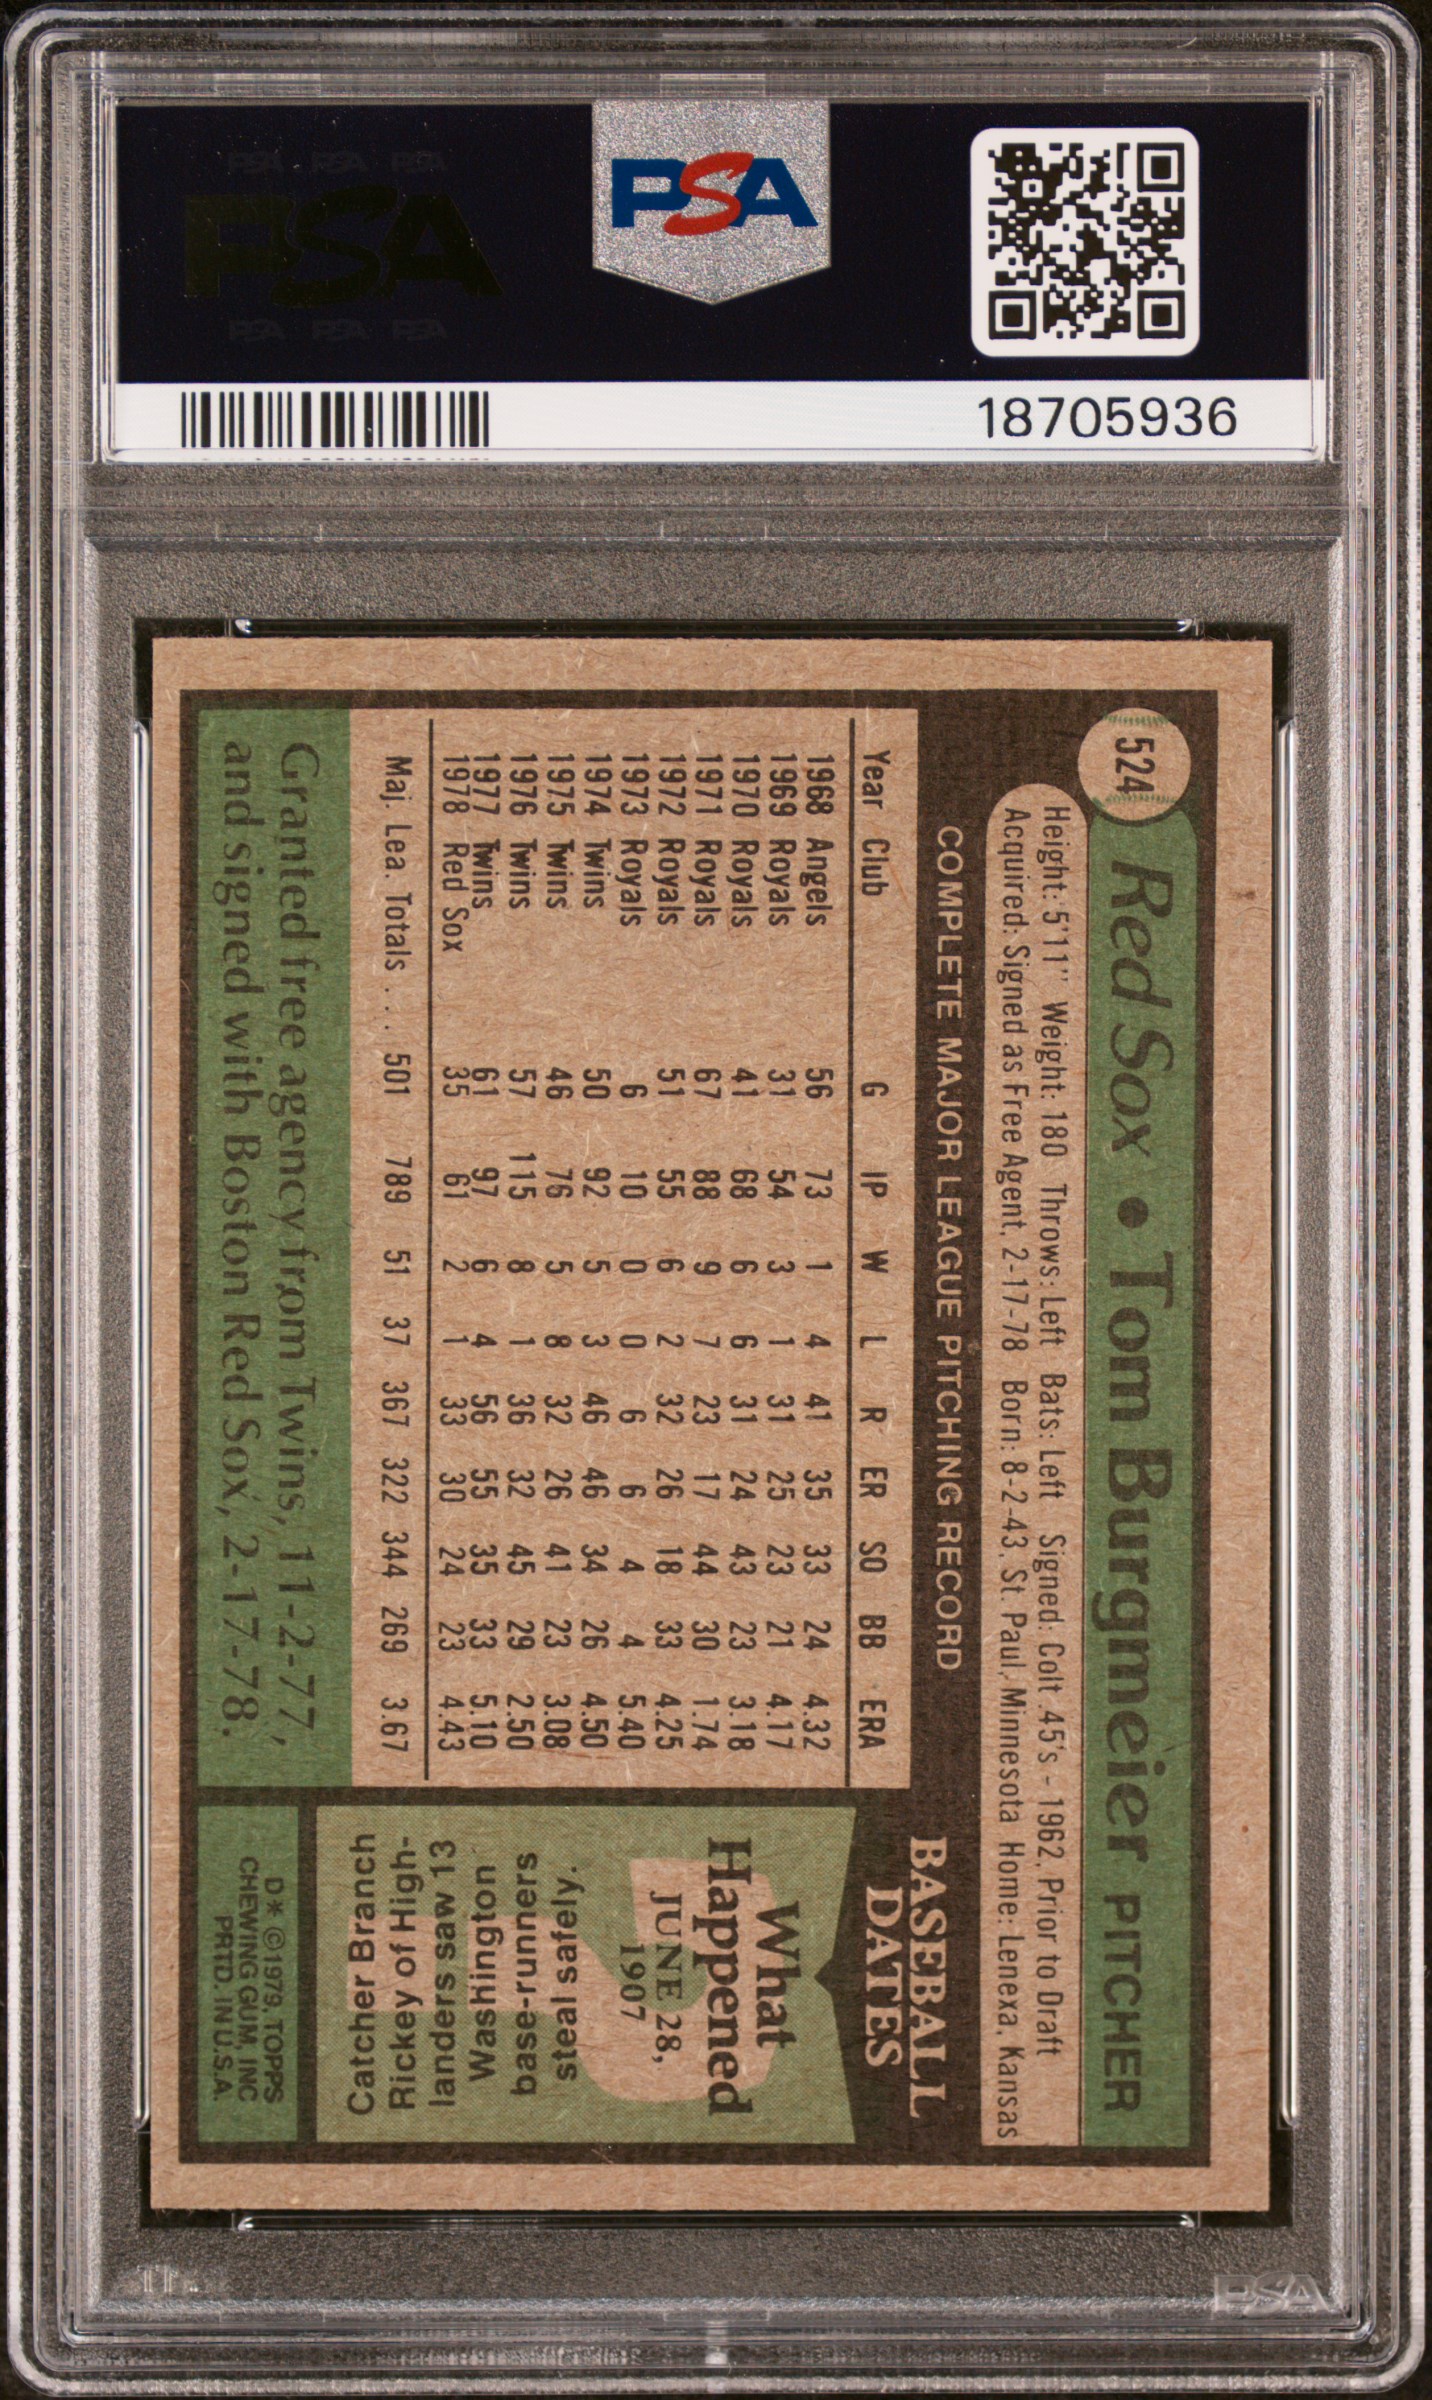 PSA PSA PSA
PSA
PSA PSA PSA
PSA
18705936
524
Red Sox • Tom Burgmeier PITCHER
Height: 5'11" Weight: 180 Throws: Left Bats: Left Signed: Colt .45's - 1962, Prior to Draft
Acquired: Signed as Free Agent, 2-17-78 Born: 8-2-43, St. Paul, Minnesota Home: Lenexa, Kansas
COMPLETE MAJOR LEAGUE PITCHING RECORD
Year Club G IP W L R ER SO BB ERA
1968 Angels 56 73 1 4 41 35 33 24 4.32
1969 Royals 31 54 3 1 31 25 23 21 4.17
1970 Royals 41 68 6 6 31 24 43 23 3.18
1971 Royals 67 88 9 7 23 17 44 30 1.74
1972 Royals 51 55 6 2 32 26 18 33 4.25
1973 Royals 6 10 0 0 6 6 4 4 5.40
1974 Twins 50 92 5 3 46 46 34 26 4.50
1975 Twins 46 76 5 8 32 26 41 23 3.08
1976 Twins 57 115 8 1 36 32 45 29 2.50
1977 Twins 61 97 6 4 56 55 35 33 5.10
1978 Red Sox 35 61 2 1 33 30 24 23 4.43
Maj. Lea. Totals . . . 501 789 51 37 367 322 344 269 3.67
Granted free agency from Twins, 11-2-77,
and signed with Boston Red Sox, 2-17-78.
BASEBALL
DATES
What
Happened
JUNE 28,
1907
Catcher Branch
Rickey of High-
landers saw 13
Washington
base-runners
steal safely.
D* ©1979, TOPPS
CHEWING GUM, INC
PRTD. IN U.S.A.
PSA